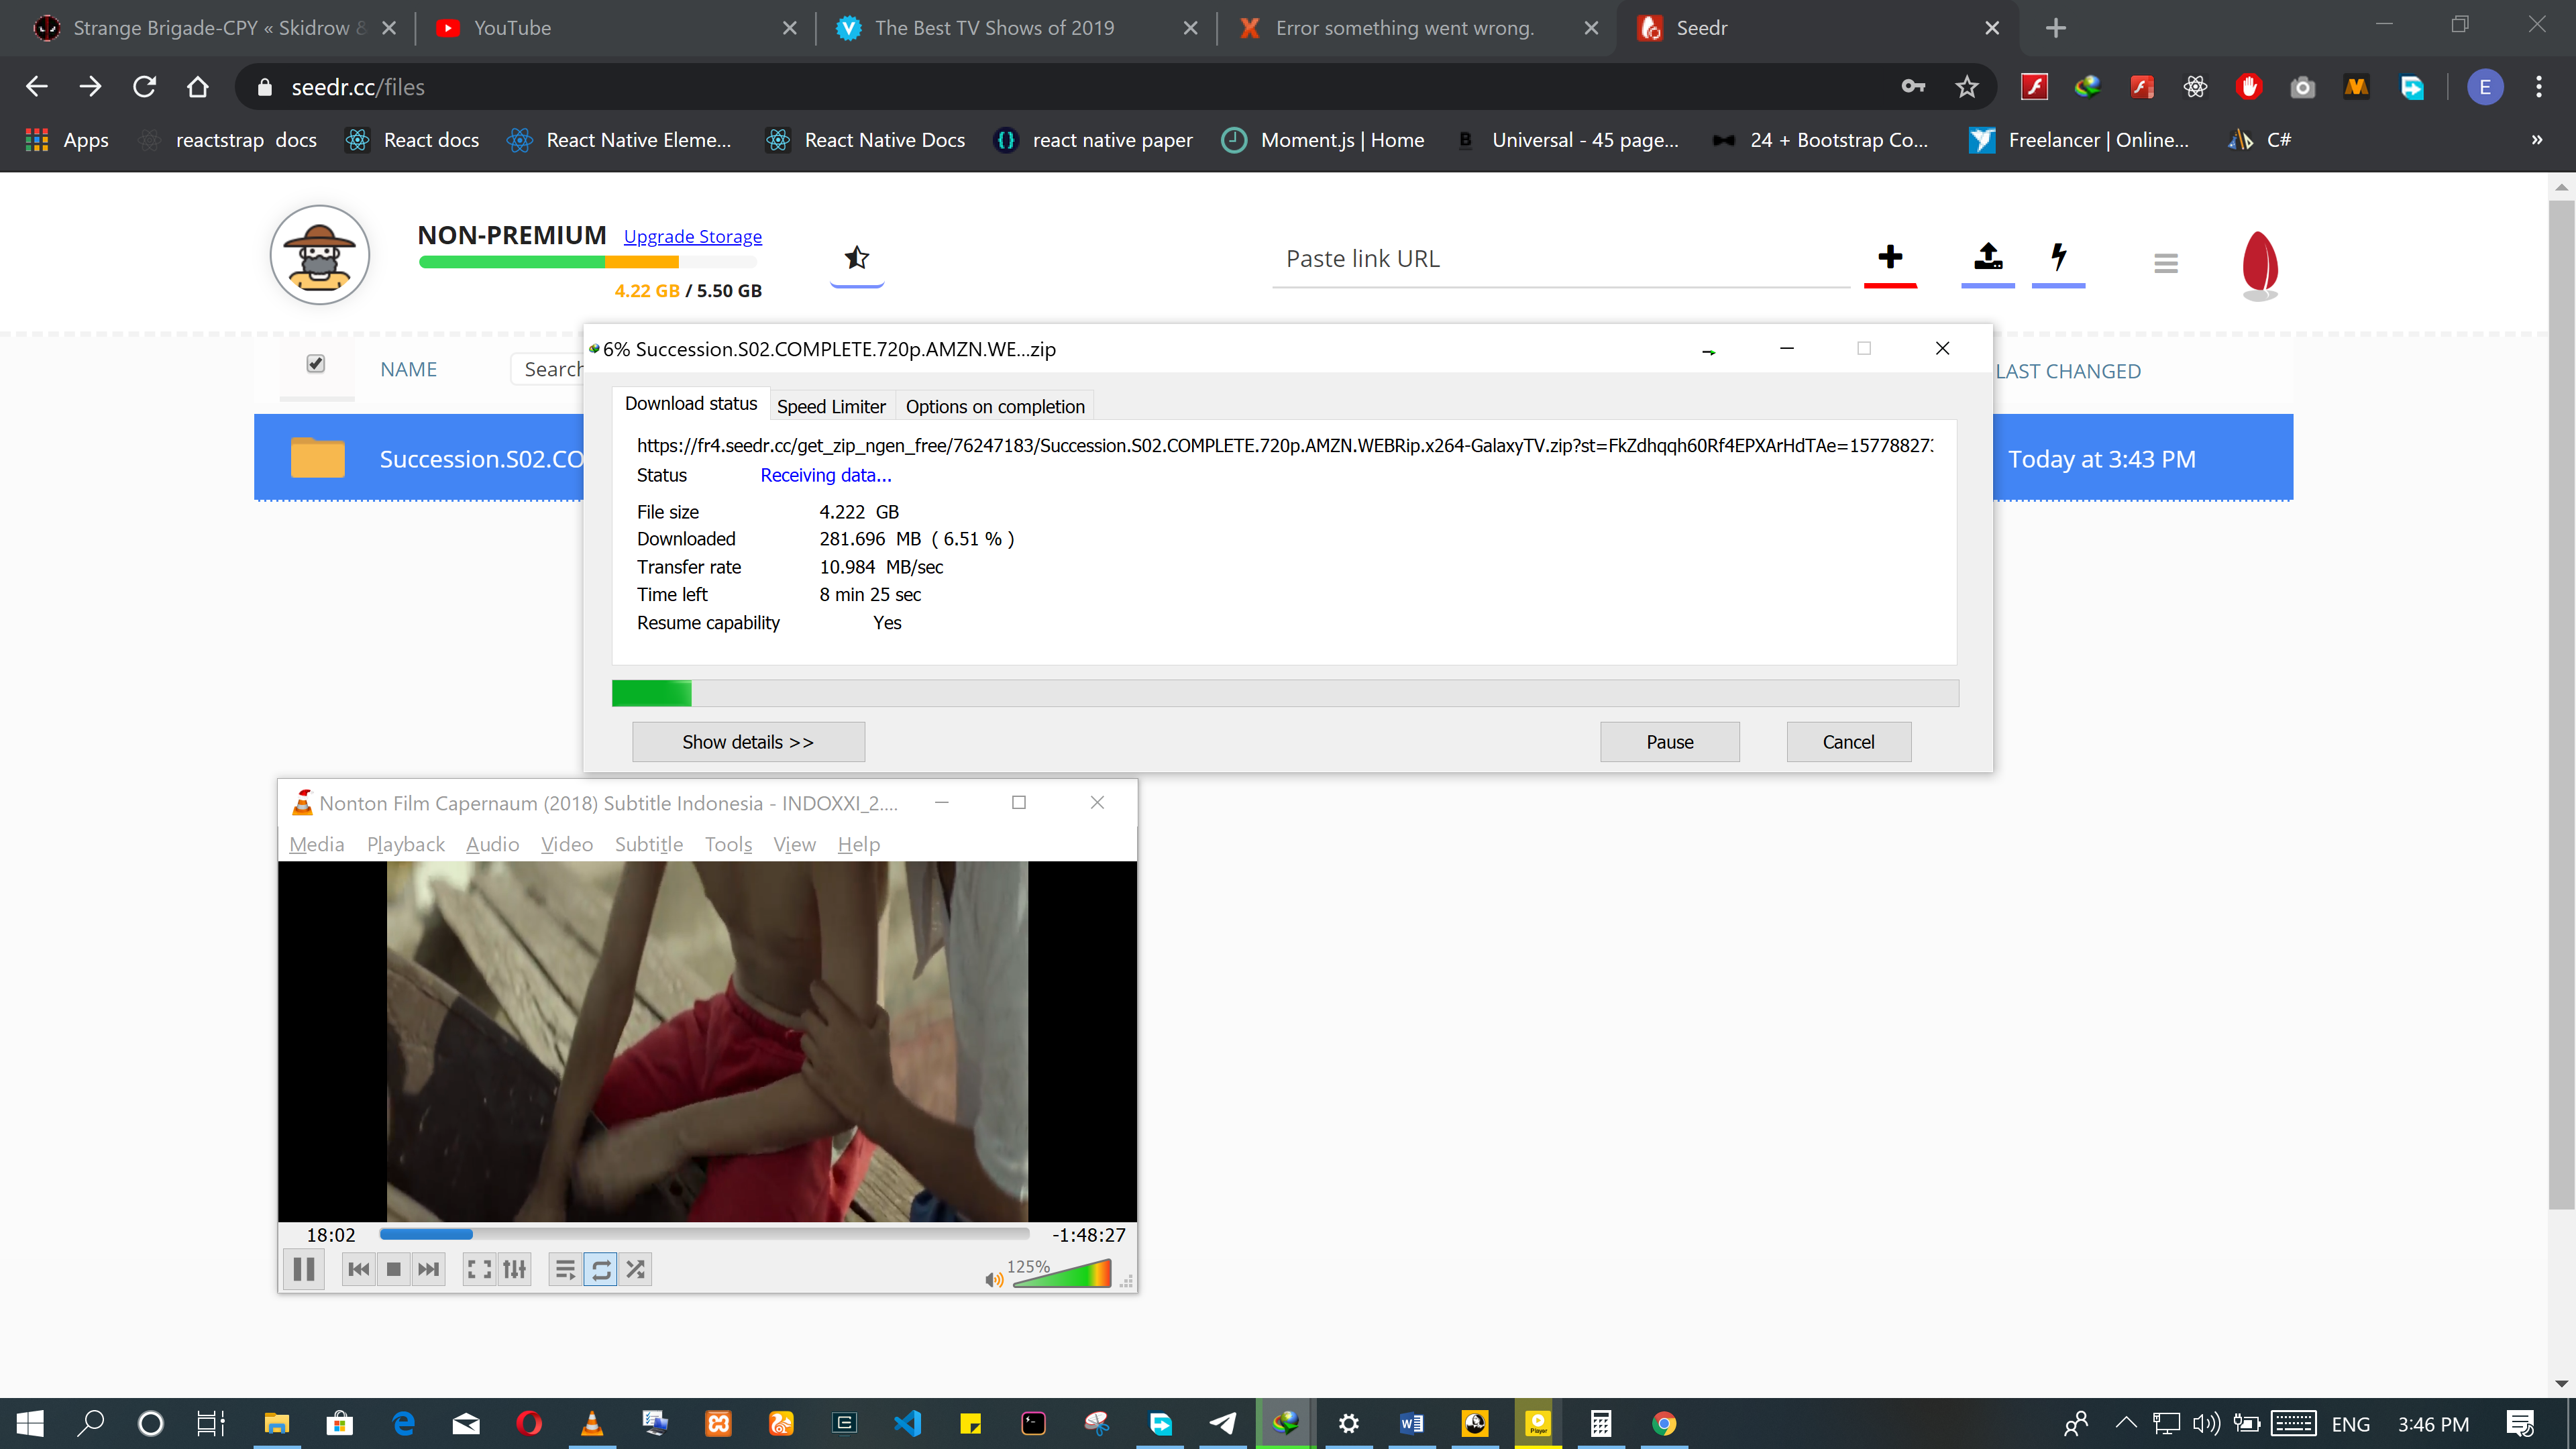 Strange Brigade-CPY « Skidrow &
YouTube
The Best TV Shows of 2019
Error something went wrong.
Seedr
seedr.cc/files
E
Apps
reactstrap docs
React docs
React Native Eleme...
React Native Docs
react native paper
Moment.js | Home
B
Universal - 45 page...
24 + Bootstrap Co...
Freelancer | Online...
C#
»
NON-PREMIUM Upgrade Storage
4.22 GB / 5.50 GB
Paste link URL
NAME
Search
LAST CHANGED
Succession.S02.CO
Today at 3:43 PM
6% Succession.S02.COMPLETE.720p.AMZN.WE...zip
Download status
Speed Limiter
Options on completion
https://fr4.seedr.cc/get_zip_ngen_free/76247183/Succession.S02.COMPLETE.720p.AMZN.WEBRip.x264-GalaxyTV.zip?st=FkZdhqqh60Rf4EPXArHdTAe=157788273
Status Receiving data...
File size 4.222 GB
Downloaded 281.696 MB ( 6.51 % )
Transfer rate 10.984 MB/sec
Time left 8 min 25 sec
Resume capability Yes
Show details >>
Pause
Cancel
Nonton Film Capernaum (2018) Subtitle Indonesia - INDOXXI_2....
Media Playback Audio Video Subtitle Tools View Help
18:02
-1:48:27
125%
ENG
3:46 PM